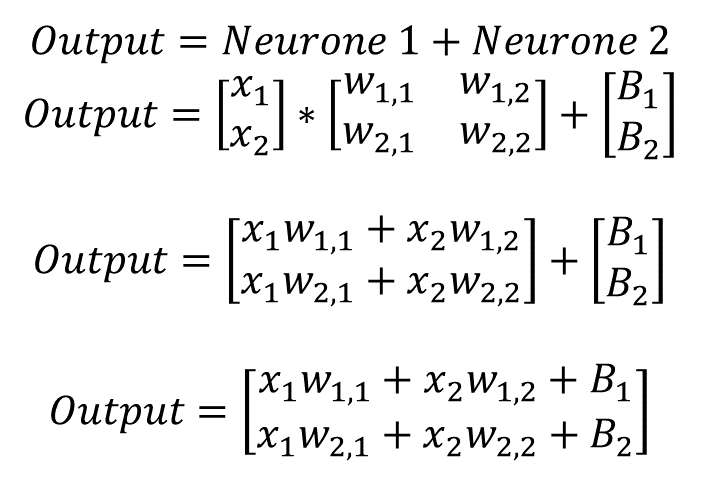 Output = Neurone 1 + Neurone 2
Output = [x₁ x₂] * [w₁,₁ w₁,₂ w₂,₁ w₂,₂] + [B₁ B₂]
Output = [x₁w₁,₁ + x₂w₁,₂ x₁w₂,₁ + x₂w₂,₂] + [B₁ B₂]
Output = [x₁w₁,₁ + x₂w₁,₂ + B₁ x₁w₂,₁ + x₂w₂,₂ + B₂]